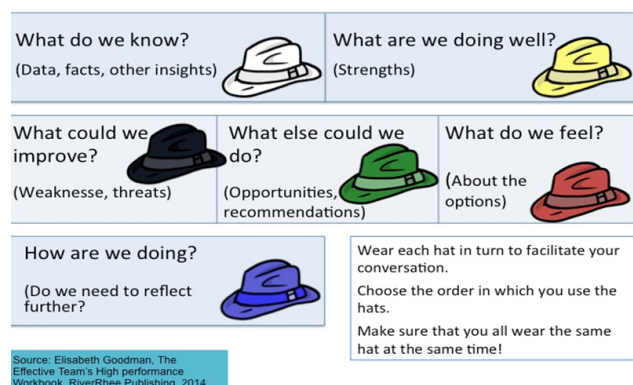 What do we know?
(Data, facts, other insights)
What are we doing well?
(Strengths)
What could we
improve?
(Weaknesse, threats)
What else could we
do?
(Opportunities,
recommendations)
What do we feel?
(About the
options)
How are we doing?
(Do we need to reflect
further?
Wear each hat in turn to facilitate your
conversation.
Choose the order in which you use the
hats.
Make sure that you all wear the same
hat at the same time!
Source: Elisabeth Goodman, The
Effective Team's High performance
Workbook, RiverRhee Publishing, 2014